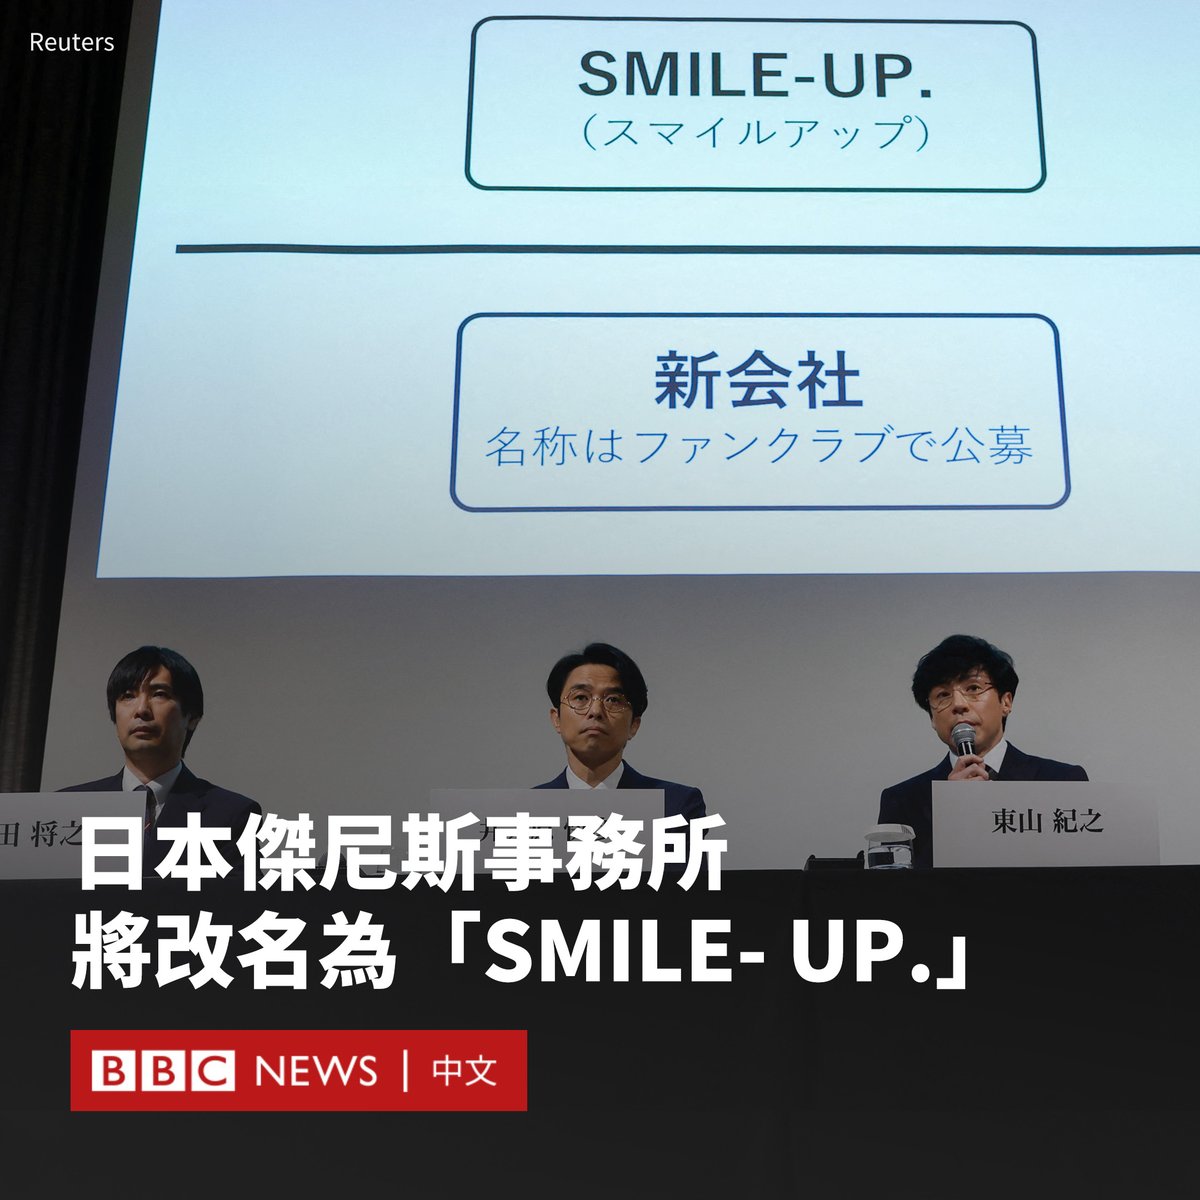 Reuters
SMILE-UP.
(スマイルアップ)
新会社
名称はファンクラブで公募
田 将之
東山 紀之
日本傑尼斯事務所
將改名為「SMILE- UP.」
BBC NEWS | 中文